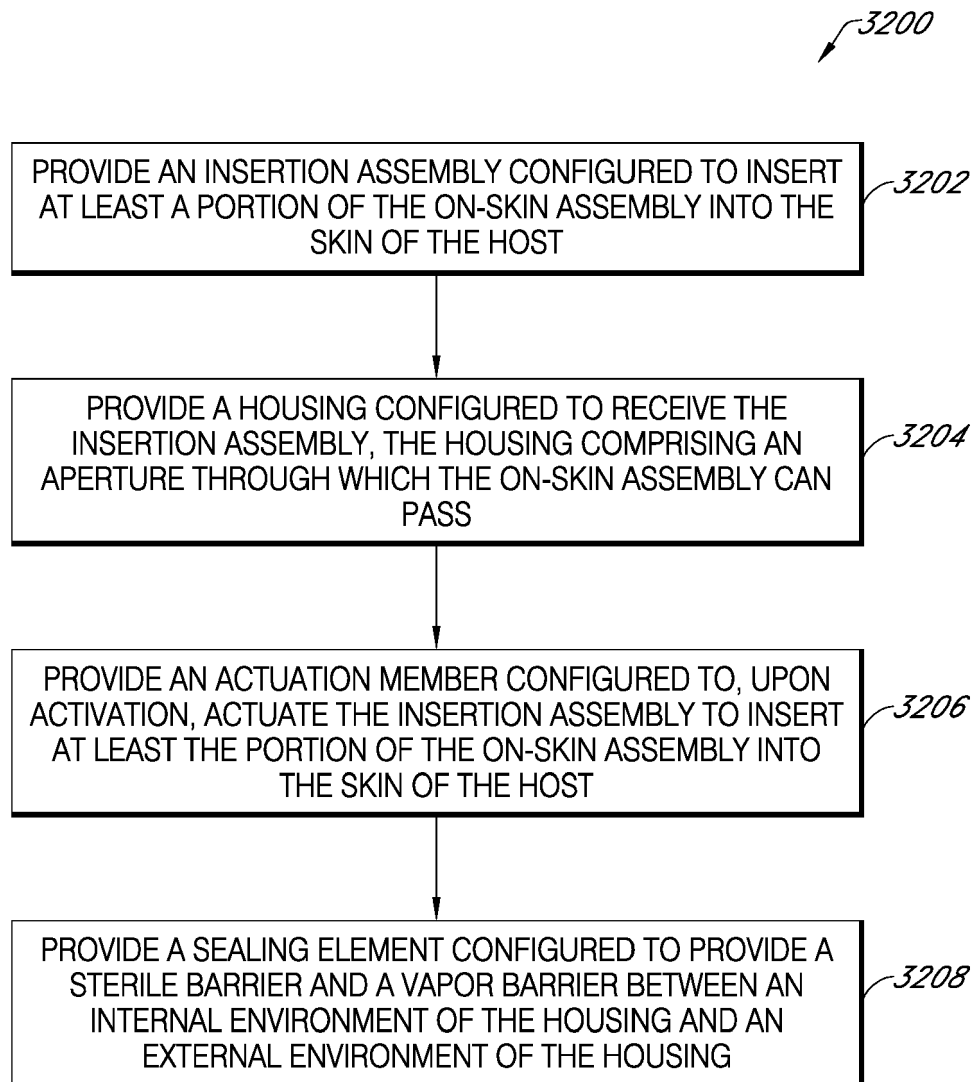 3200
PROVIDE AN INSERTION ASSEMBLY CONFIGURED TO INSERT
AT LEAST A PORTION OF THE ON-SKIN ASSEMBLY INTO THE
SKIN OF THE HOST
3202
PROVIDE A HOUSING CONFIGURED TO RECEIVE THE
INSERTION ASSEMBLY, THE HOUSING COMPRISING AN
APERTURE THROUGH WHICH THE ON-SKIN ASSEMBLY CAN
PASS
3204
PROVIDE AN ACTUATION MEMBER CONFIGURED TO, UPON
ACTIVATION, ACTUATE THE INSERTION ASSEMBLY TO INSERT
AT LEAST THE PORTION OF THE ON-SKIN ASSEMBLY INTO
THE SKIN OF THE HOST
3206
PROVIDE A SEALING ELEMENT CONFIGURED TO PROVIDE A
STERILE BARRIER AND A VAPOR BARRIER BETWEEN AN
INTERNAL ENVIRONMENT OF THE HOUSING AND AN
EXTERNAL ENVIRONMENT OF THE HOUSING
3208